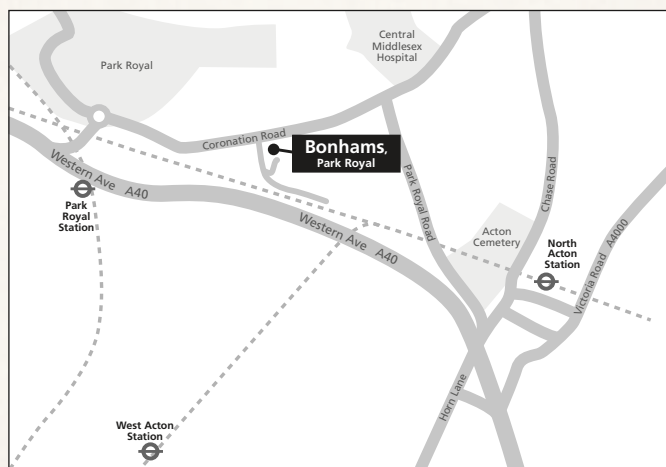 Central
Middlesex
Hospital
Park Royal
Coronation Road
Bonhams,
Park Royal
Western Ave A40
Park
Royal
Station
Park Royal Road
Chase Road
Acton
Cemetery
North
Acton
Station
Victoria Road A4000
Western Ave A40
Horn Lane
West Acton
Station